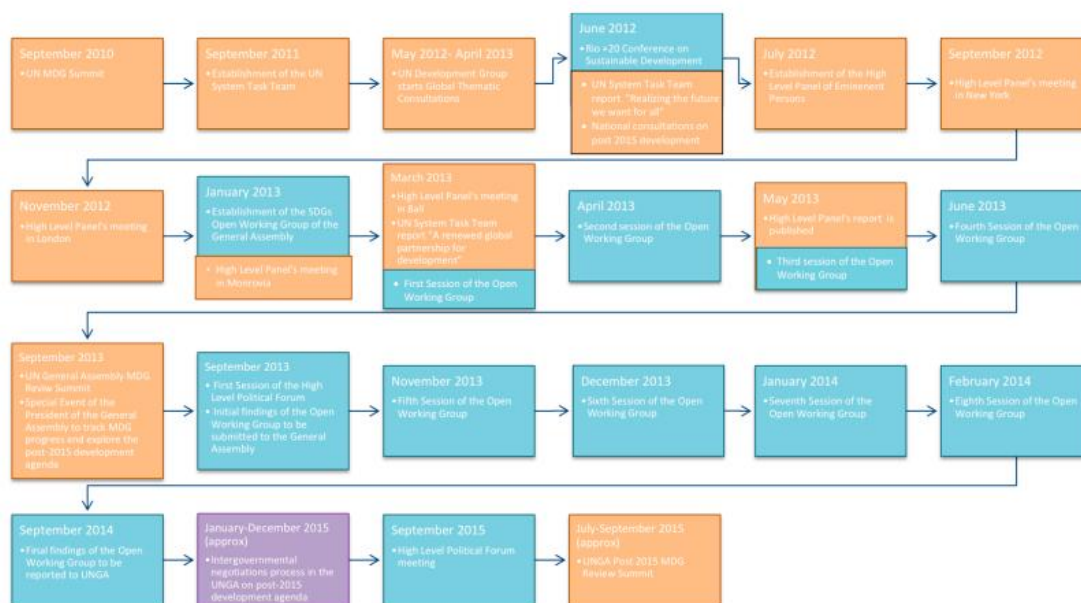 September 2010
•UN MDG Summit
September 2011
•Establishment of the UN
System Task Team
May 2012- April 2013
•UN Development Group
starts Global Thematic
Consultations
June 2012
•Rio +20 Conference on
Sustainable Development
• UN System Task Team
report. "Realizing the future
we want for all"
• National consultations on
post 2015 development
July 2012
•Establishment of the High
Level Panel of Eminent
Persons
September 2012
•High Level Panel's meeting
in New York
November 2012
•High Level Panel's meeting
in London
January 2013
•Establishment of the SDGs
Open Working Group of the
General Assembly
• High Level Panel's meeting
in Monrovia
March 2013
•High Level Panel's meeting
in Bali
•UN System Task Team
report "A renewed global
partnership for
development"
• First Session of the Open
Working Group
April 2013
•Second session of the Open
Working Group
May 2013
•High Level Panel's report is
published
• Third session of the Open
Working Group
June 2013
•Fourth Session of the Open
Working Group
September 2013
•UN General Assembly MDG
Reviw Summit
•Special Event of the
President of the General
Assembly to track MDG
progress end explore the
post-2015 development
agenda
September 2013
• First Session of the High
Level Political Forum
• Initial findings of the Open
Working Group to be
submitted to the General
Assembly
November 2013
•Fifth Session of the Open
Working Group
December 2013
•Sixth Session of the Open
Working Group
January 2014
•Seventh Session of the
Open Working Group
February 2014
•Eighth Session of the Open
Working Group
September 2014
•Final findings of the Open
Working Group to be
reported to UNGA
January-December 2015
(approx)
•Intergovernmental
negotiations process in the
UNGA on post-2015
development agenda
September 2015
•High Level Political Forum
meeting
July-September 2015
(approx)
•UNGA Post 2015 MDG
Review Summit